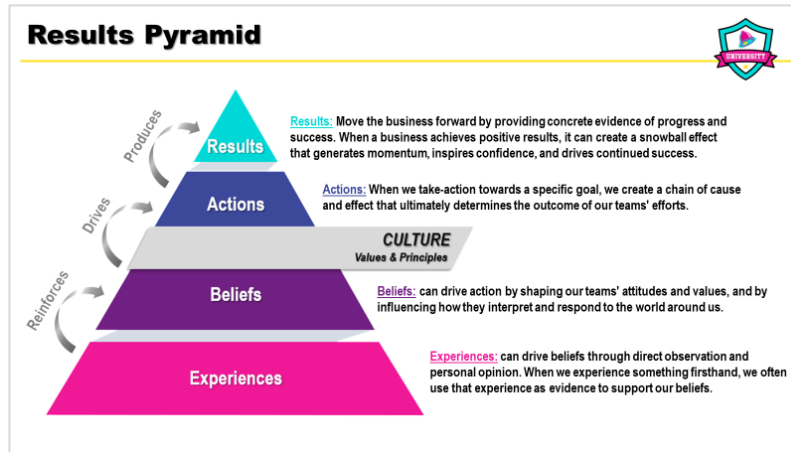 Results Pyramid
UNIVERSITY
Produces
Results
Results: Move the business forward by providing concrete evidence of progress and
success. When a business achieves positive results, it can create a snowball effect
that generates momentum, inspires confidence, and drives continued success.
Drives
Actions
Actions: When we take-action towards a specific goal, we create a chain of cause
and effect that ultimately determines the outcome of our teams' efforts.
CULTURE
Values & Principles
Reinforces
Beliefs
Beliefs: can drive action by shaping our teams' attitudes and values, and by
influencing how they interpret and respond to the world around us.
Experiences
Experiences: can drive beliefs through direct observation and
personal opinion. When we experience something firsthand, we often
use that experience as evidence to support our beliefs.